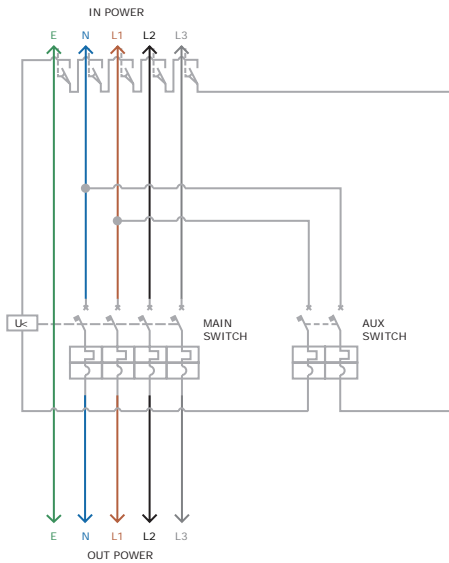 IN POWER
E N L1 L2 L3
U<
MAIN
SWITCH
AUX
SWITCH
E N L1 L2 L3
OUT POWER